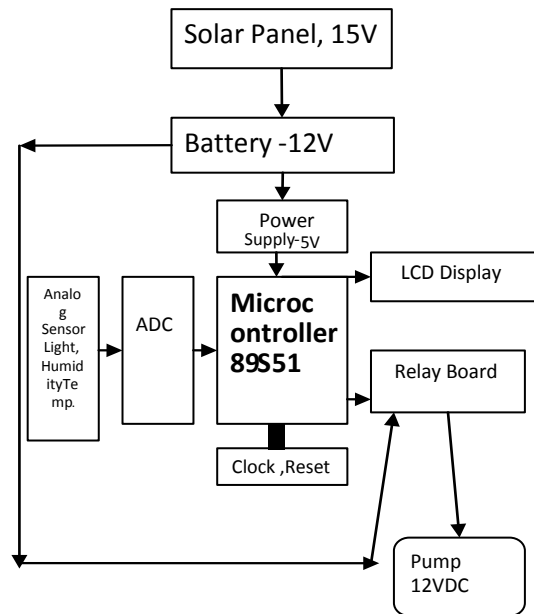 Solar Panel, 15V
Battery -12V
Power
Supply-5V
LCD Display
Analo
g
Sensor
Light,
Humid
ityTe
mp.
ADC
Microc
ontroller
89S51
Relay Board
Clock ,Reset
Pump
12VDC